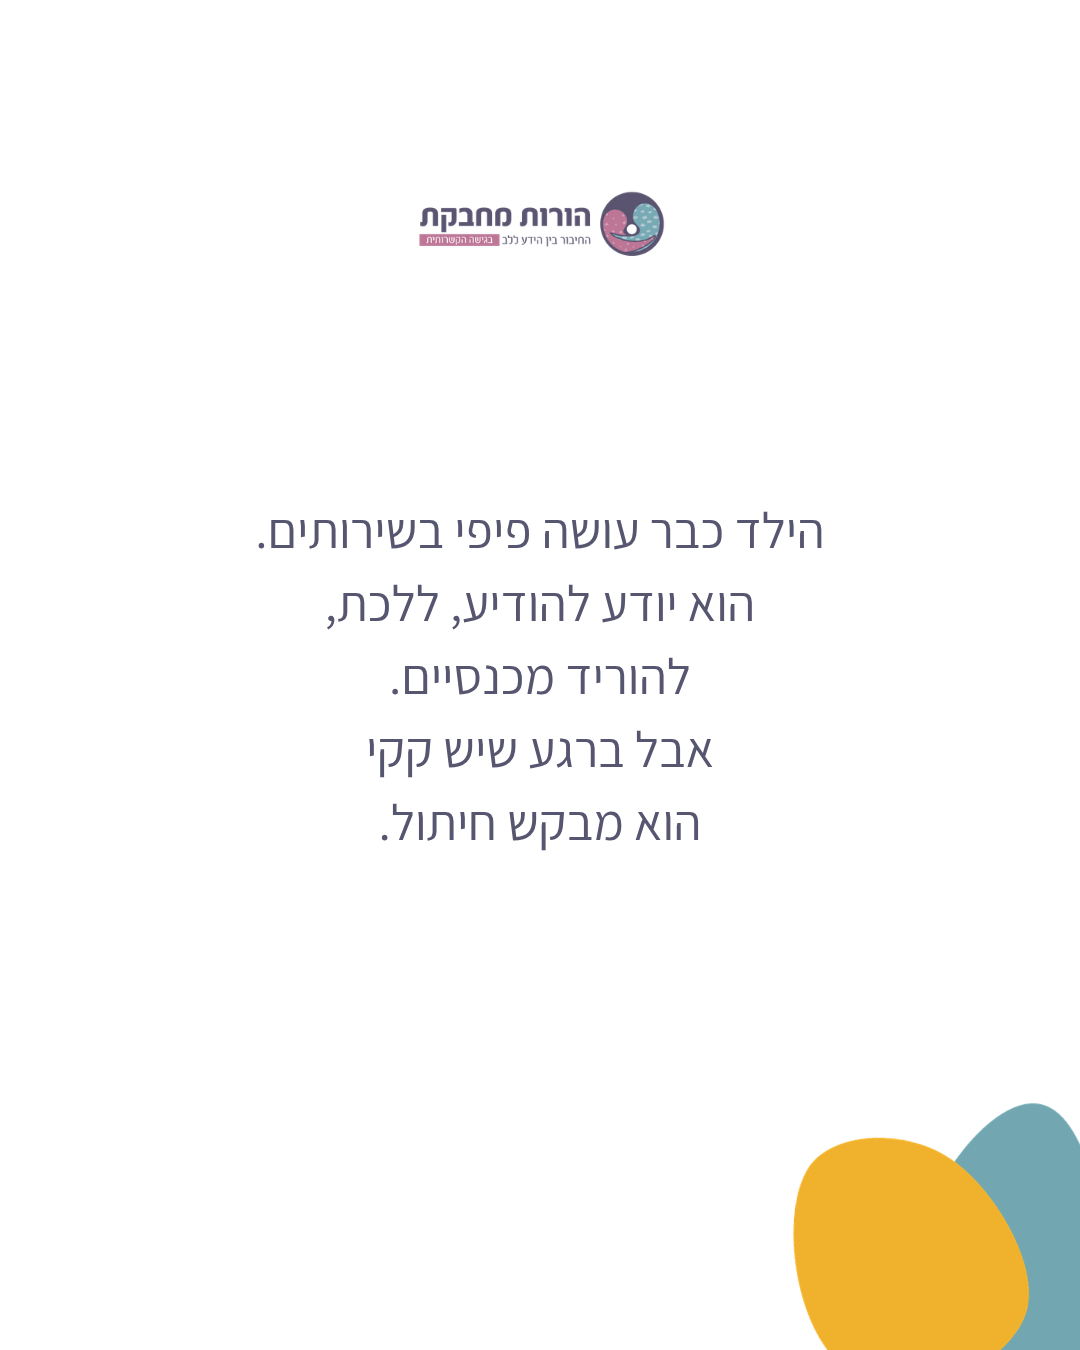 הורות מחבקת
החיבור בין הידע ללב בגישה הקשרותית
הילד כבר עושה פיפי בשירותים.
הוא יודע להודיע, ללכת,
להוריד מכנסיים.
אבל ברגע שיש קקי
הוא מבקש חיתול.